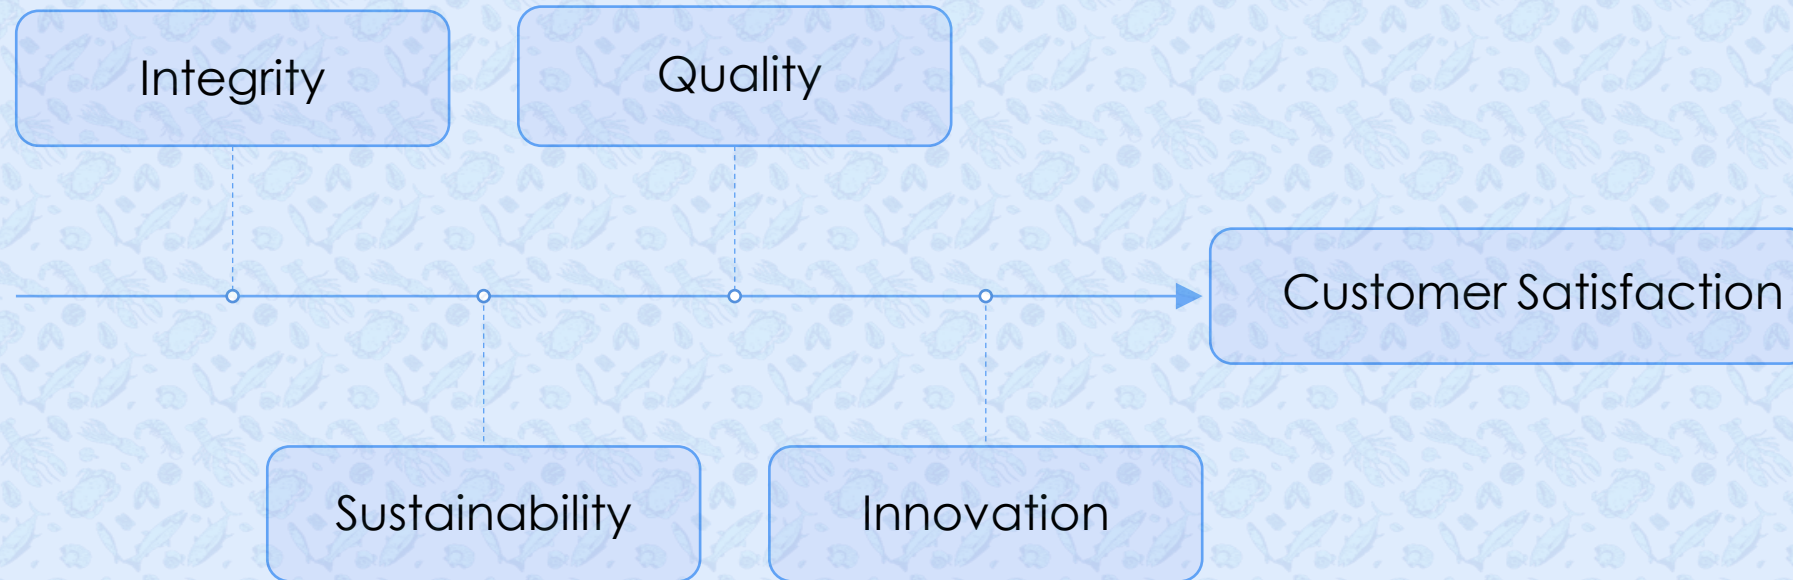 Integrity
Quality
Customer Satisfaction
Sustainability
Innovation